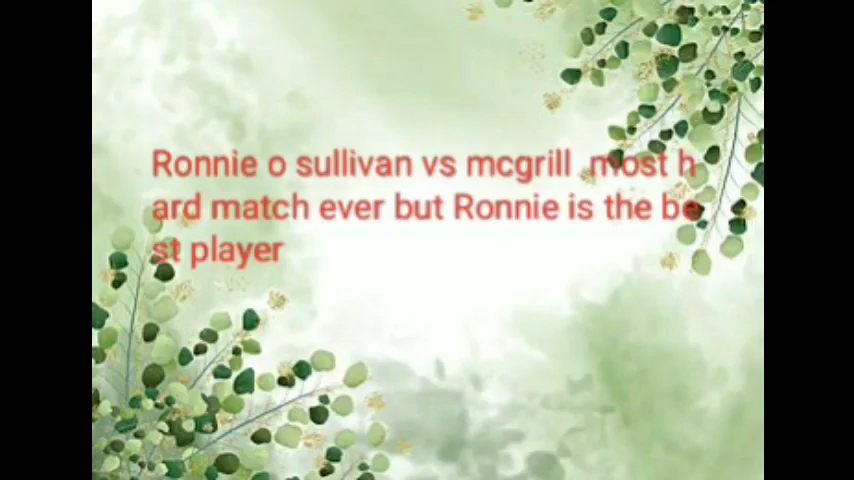 Ronnie o sullivan vs mcgrill  most h
ard match ever but Ronnie is the be
st player